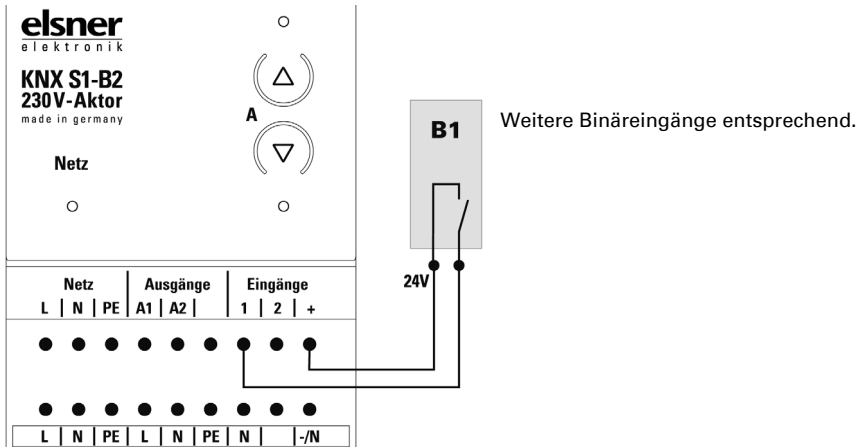 elsner
elektronik
KNX S1-B2
230V-Aktor
made in germany
A
Netz
B1
Weitere Binäreingänge entsprechend.
24V
Netz | Ausgänge | Eingänge
L | N | PE | A1 | A2 | | 1 | 2 | +
L | N | PE | L | N | PE | N | | -/N